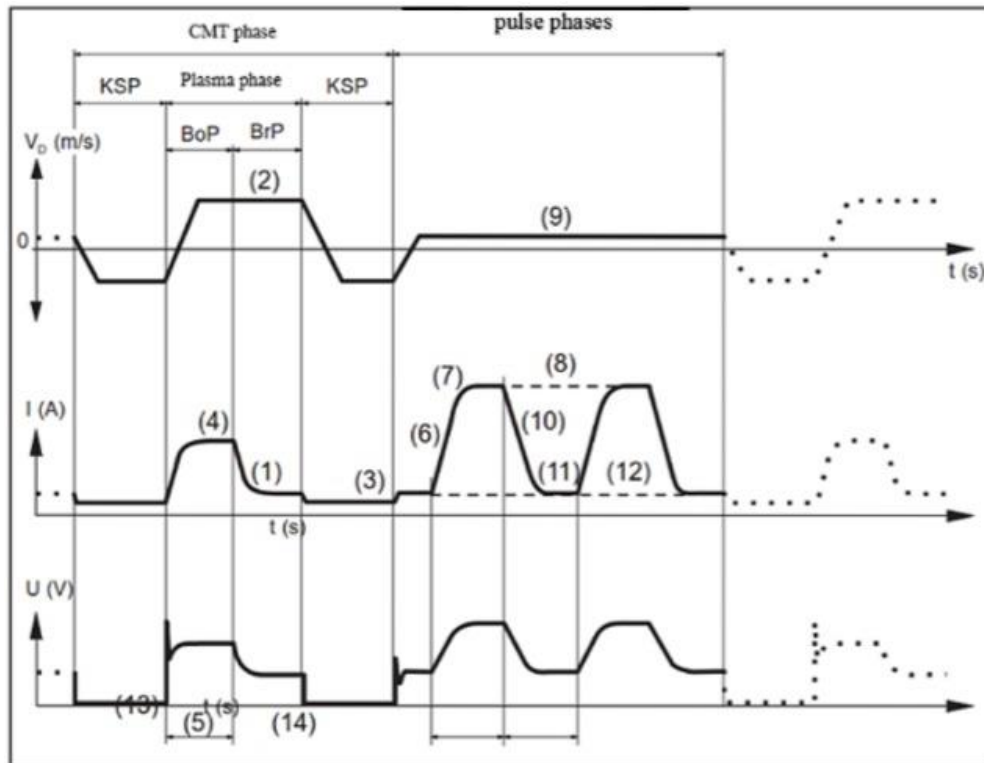 CMT phase
pulse phases
KSP
Plasma phase
KSP
BoP
BrP
V_D (m/s)
(2)
(9)
0
t (s)
(7)
(8)
I (A)
(4)
(6)
(10)
(1)
(3)
(11)
(12)
t (s)
U (V)
(13)
t (s)
(5)
(14)